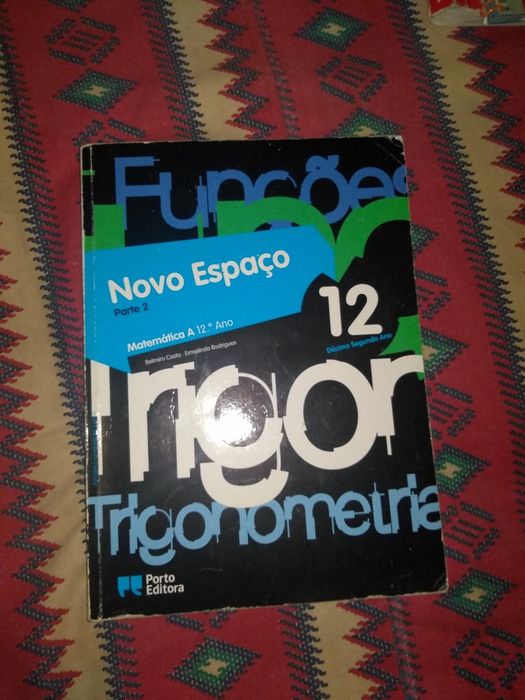 Funções
Novo Espaço
Parte 2
12
Matemática A 12.º Ano
Décimo Segundo Ano
Belmiro Costa · Ermelinda Rodrigues
Trigon
Trigonometria
Porto
Editora